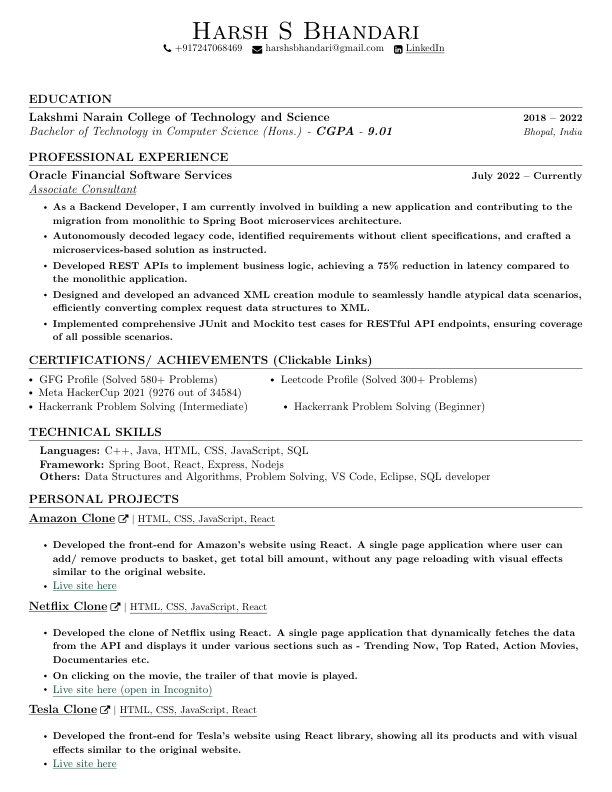 Harsh S Bhandari
+917247068469 harshsbhandari@gmail.com LinkedIn
EDUCATION
Lakshmi Narain College of Technology and Science 2018 – 2022
Bachelor of Technology in Computer Science (Hons.) - CGPA - 9.01 Bhopal, India
PROFESSIONAL EXPERIENCE
Oracle Financial Software Services July 2022 – Currently
Associate Consultant
• As a Backend Developer, I am currently involved in building a new application and contributing to the
migration from monolithic to Spring Boot microservices architecture.
• Autonomously decoded legacy code, identified requirements without client specifications, and crafted a
microservices-based solution as instructed.
• Developed REST APIs to implement business logic, achieving a 75% reduction in latency compared to
the monolithic application.
• Designed and developed an advanced XML creation module to seamlessly handle atypical data scenarios,
efficiently converting complex request data structures to XML.
• Implemented comprehensive JUnit and Mockito test cases for RESTful API endpoints, ensuring coverage
of all possible scenarios.
CERTIFICATIONS/ ACHIEVEMENTS (Clickable Links)
• GFG Profile (Solved 580+ Problems) • Leetcode Profile (Solved 300+ Problems)
• Meta HackerCup 2021 (9276 out of 34584)
• Hackerrank Problem Solving (Intermediate) • Hackerrank Problem Solving (Beginner)
TECHNICAL SKILLS
Languages: C++, Java, HTML, CSS, JavaScript, SQL
Framework: Spring Boot, React, Express, Nodejs
Others: Data Structures and Algorithms, Problem Solving, VS Code, Eclipse, SQL developer
PERSONAL PROJECTS
Amazon Clone | HTML, CSS, JavaScript, React
• Developed the front-end for Amazon's website using React. A single page application where user can
add/ remove products to basket, get total bill amount, without any page reloading with visual effects
similar to the original website.
• Live site here
Netflix Clone | HTML, CSS, JavaScript, React
• Developed the clone of Netflix using React. A single page application that dynamically fetches the data
from the API and displays it under various sections such as - Trending Now, Top Rated, Action Movies,
Documentaries etc.
• On clicking on the movie, the trailer of that movie is played.
• Live site here (open in Incognito)
Tesla Clone | HTML, CSS, JavaScript, React
• Developed the front-end for Tesla's website using React library, showing all its products and with visual
effects similar to the original website.
• Live site here